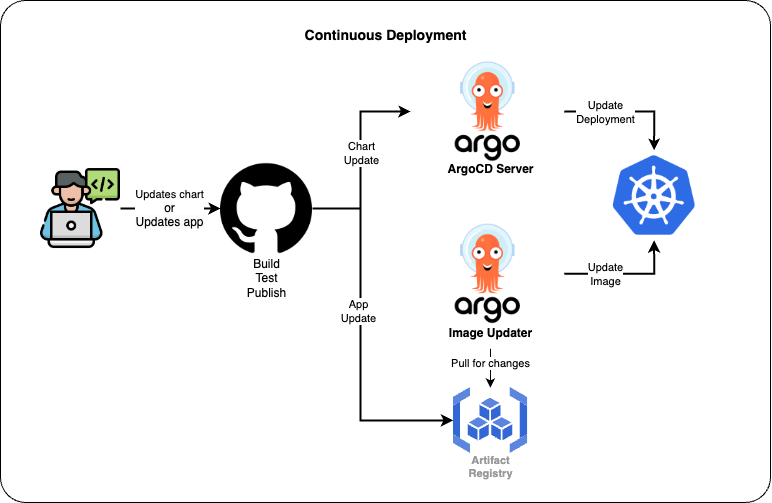 Continuous Deployment
argo
ArgoCD Server
Chart
Update
Update
Deployment
</>
Updates chart
or
Updates app
Build
Test
Publish
argo
Image Updater
Update
Image
App
Update
Pull for changes
Artifact
Registry